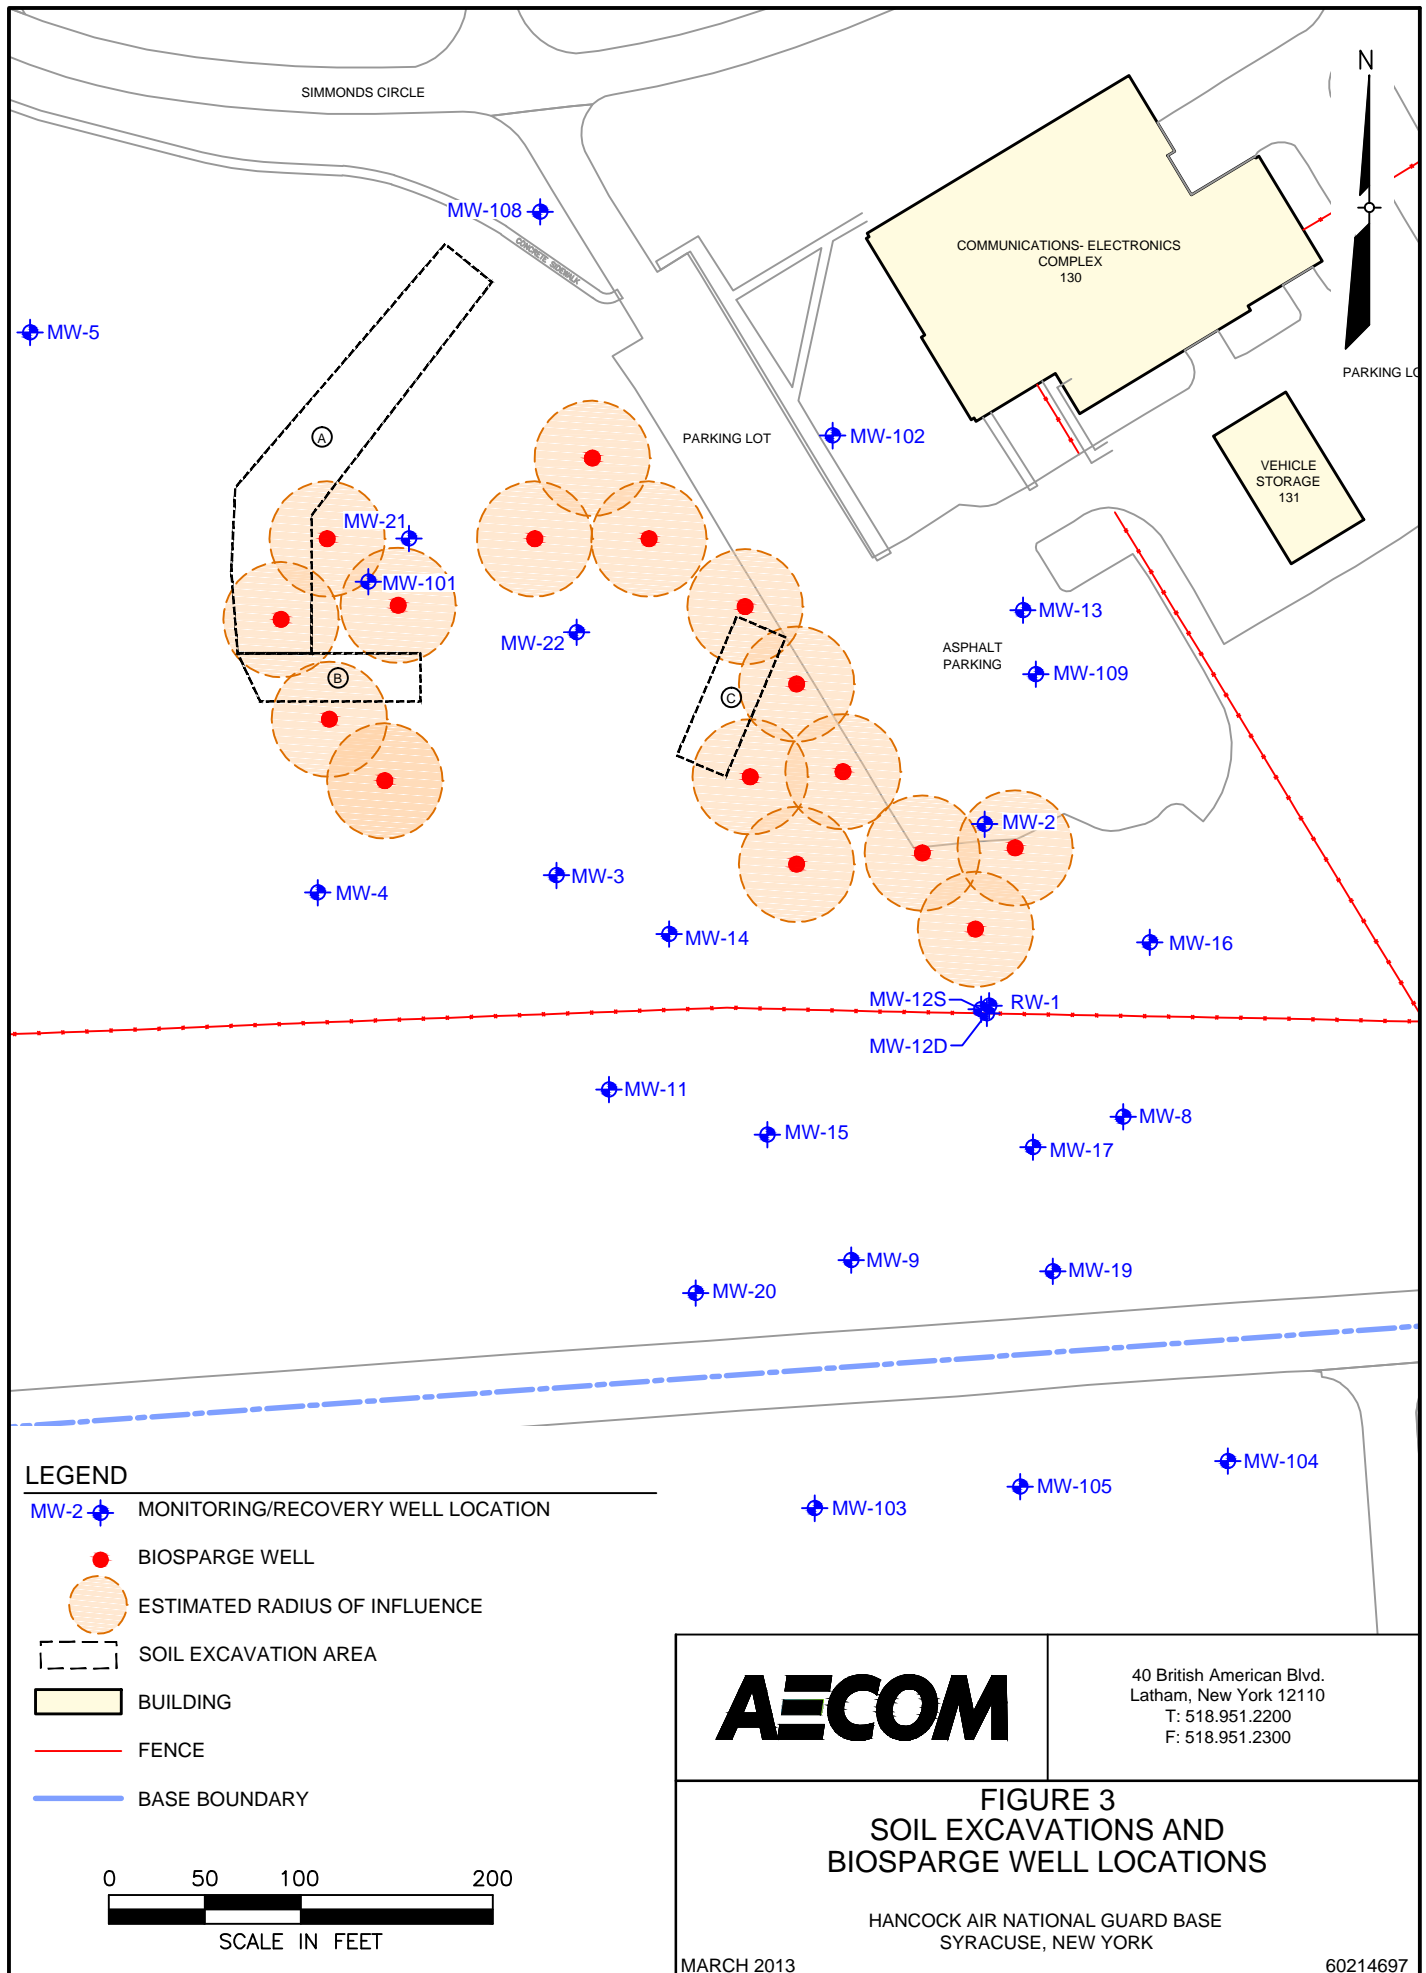 SIMMONDS CIRCLE
N
MW-108
CONCRETE SIDEWALK
COMMUNICATIONS- ELECTRONICS
COMPLEX
130
MW-5
PARKING LO
A
PARKING LOT
MW-102
VEHICLE
STORAGE
131
MW-21
MW-101
MW-22
MW-13
ASPHALT
PARKING
MW-109
B
C
MW-2
MW-3
MW-4
MW-14
MW-16
MW-12S
RW-1
MW-12D
MW-11
MW-8
MW-15
MW-17
MW-9
MW-19
MW-20
MW-104
MW-105
MW-103
LEGEND
MW-2 MONITORING/RECOVERY WELL LOCATION
BIOSPARGE WELL
ESTIMATED RADIUS OF INFLUENCE
SOIL EXCAVATION AREA
BUILDING
FENCE
BASE BOUNDARY
0 50 100 200
SCALE IN FEET
AECOM
40 British American Blvd.
Latham, New York 12110
T: 518.951.2200
F: 518.951.2300
FIGURE 3
SOIL EXCAVATIONS AND
BIOSPARGE WELL LOCATIONS
HANCOCK AIR NATIONAL GUARD BASE
SYRACUSE, NEW YORK
MARCH 2013
60214697